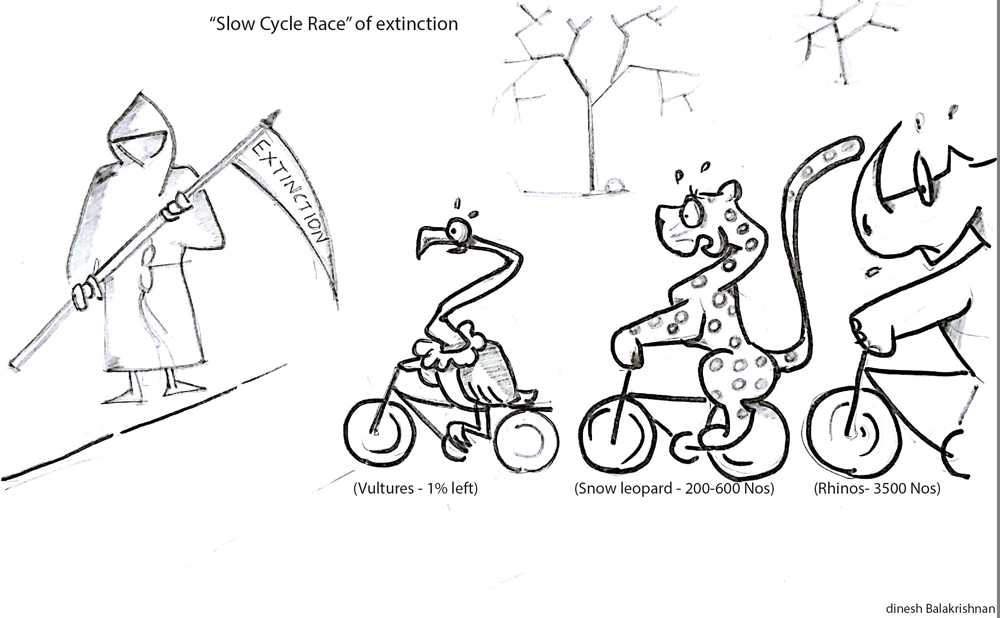 “Slow Cycle Race” of extinction
EXTINCTION
(Vultures - 1% left)
(Snow leopard - 200-600 Nos)
(Rhinos- 3500 Nos)
dinesh Balakrishnan